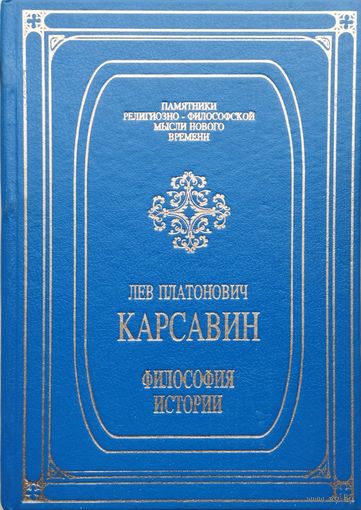 ПАМЯТНИКИ
РЕЛИГИОЗНО - ФИЛОСОФСКОЙ
МЫСЛИ НОВОГО
ВРЕМЕНИ
ЛЕВ ПЛАТОНОВИЧ
КАРСАВИН
ФИЛОСОФИЯ
ИСТОРИИ